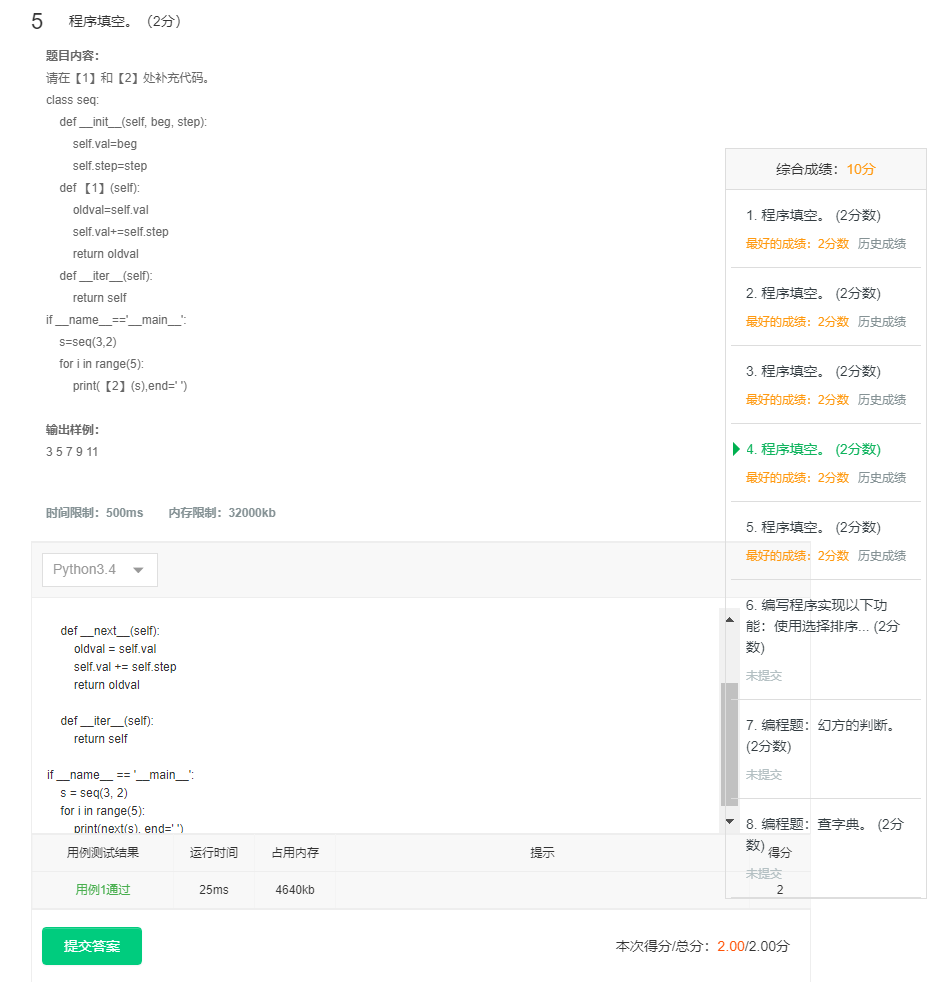 5 程序填空。（2分）
题目内容：
请在【1】和【2】处补充代码。
class seq:
def __init__(self, beg, step):
self.val=beg
self.step=step
def 【1】(self):
oldval=self.val
self.val+=self.step
return oldval
def __iter__(self):
return self
if __name__=='__main__':
s=seq(3,2)
for i in range(5):
print(【2】(s),end=' ')
输出样例：
3 5 7 9 11
时间限制：500ms 内存限制：32000kb
Python3.4
def __next__(self):
oldval = self.val
self.val += self.step
return oldval
def __iter__(self):
return self
if __name__ == '__main__':
s = seq(3, 2)
for i in range(5):
print(next(s), end=' ')
用例测试结果 运行时间 占用内存 提示 得分
用例1通过 25ms 4640kb 2
提交答案 本次得分/总分：2.00/2.00分
综合成绩：10分
1. 程序填空。 (2分数)
最好的成绩：2分数 历史成绩
2. 程序填空。 (2分数)
最好的成绩：2分数 历史成绩
3. 程序填空。 (2分数)
最好的成绩：2分数 历史成绩
4. 程序填空。 (2分数)
最好的成绩：2分数 历史成绩
5. 程序填空。 (2分数)
最好的成绩：2分数 历史成绩
6. 编写程序实现以下功
能：使用选择排序... (2分
数)
未提交
7. 编程题：幻方的判断。
(2分数)
未提交
8. 编程题：查字典。 (2分
数)
未提交